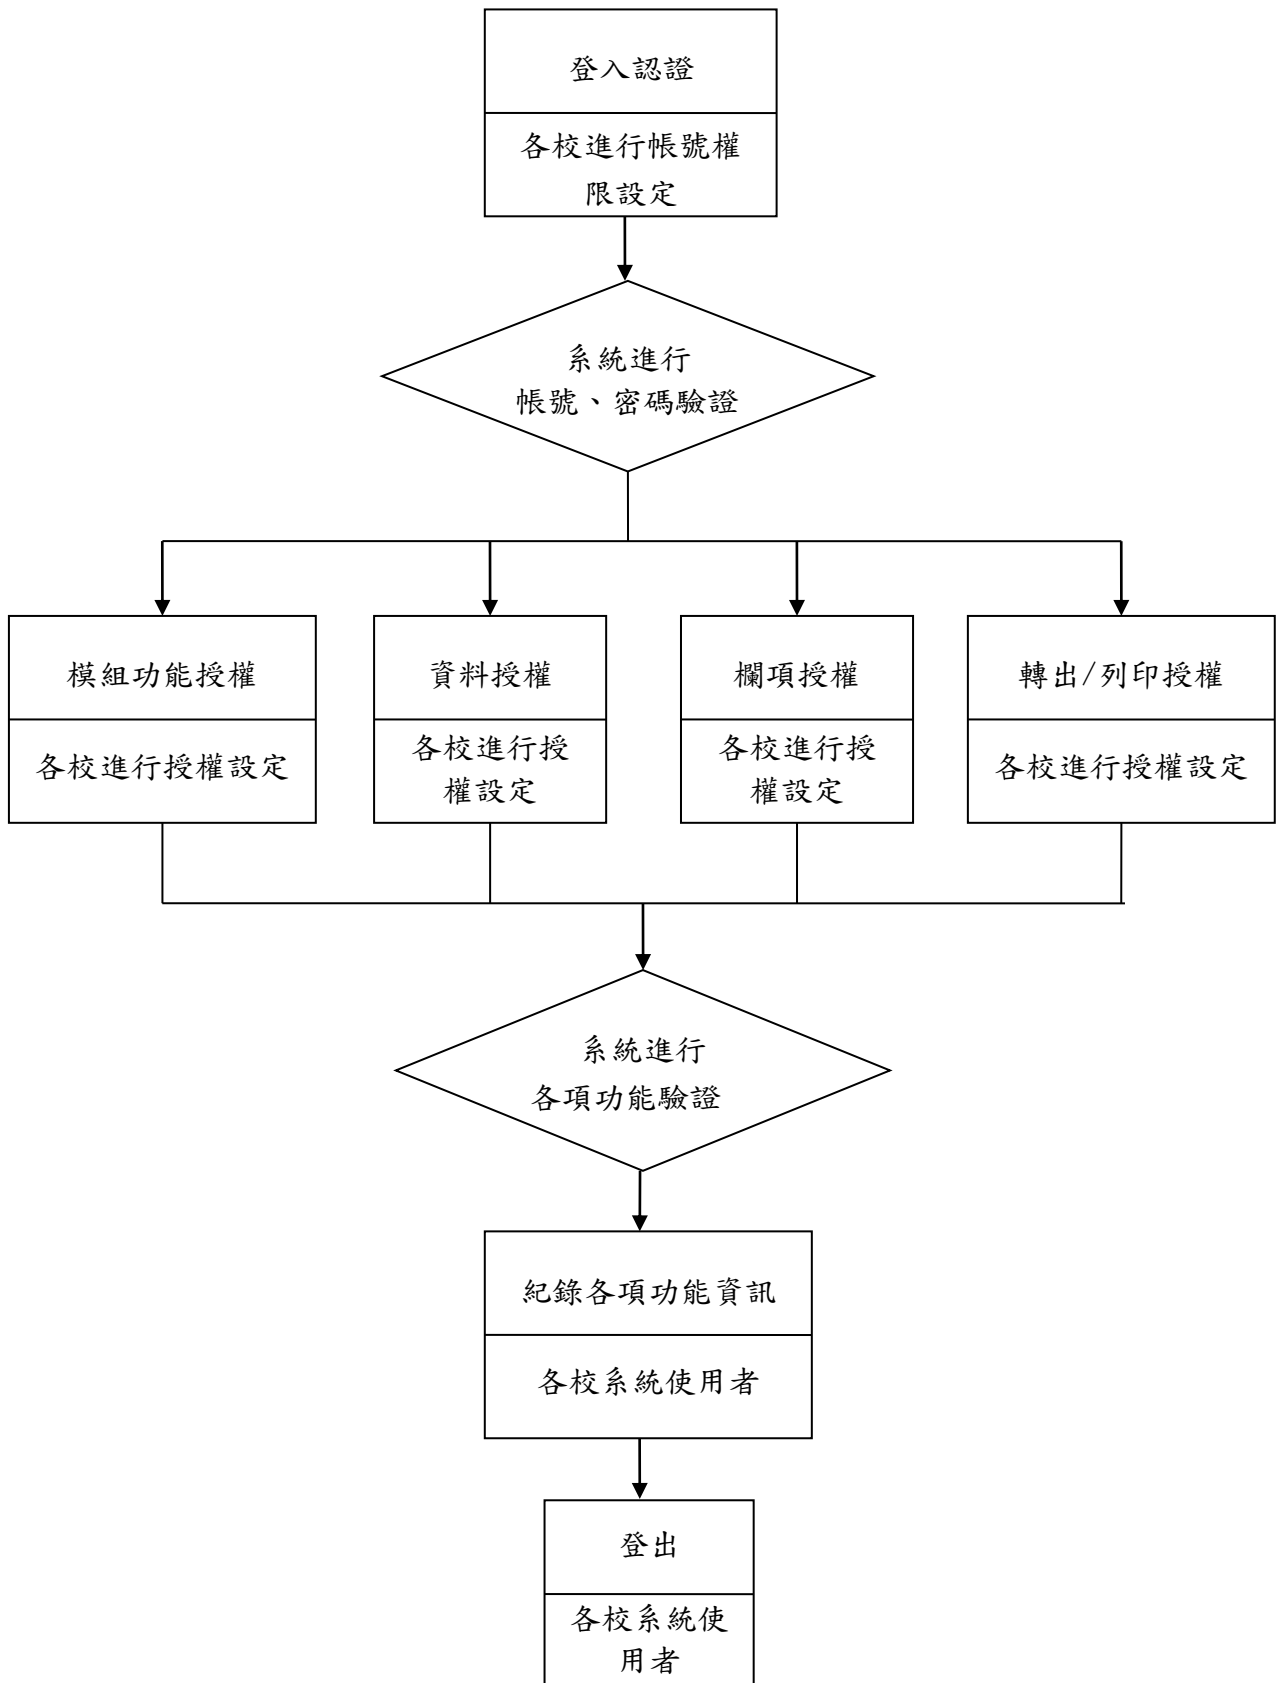 登入認證
各校進行帳號權
限設定
系統進行
帳號、密碼驗證
模組功能授權
各校進行授權設定
資料授權
各校進行授
權設定
欄項授權
各校進行授
權設定
轉出/列印授權
各校進行授權設定
系統進行
各項功能驗證
紀錄各項功能資訊
各校系統使用者
登出
各校系統使
用者